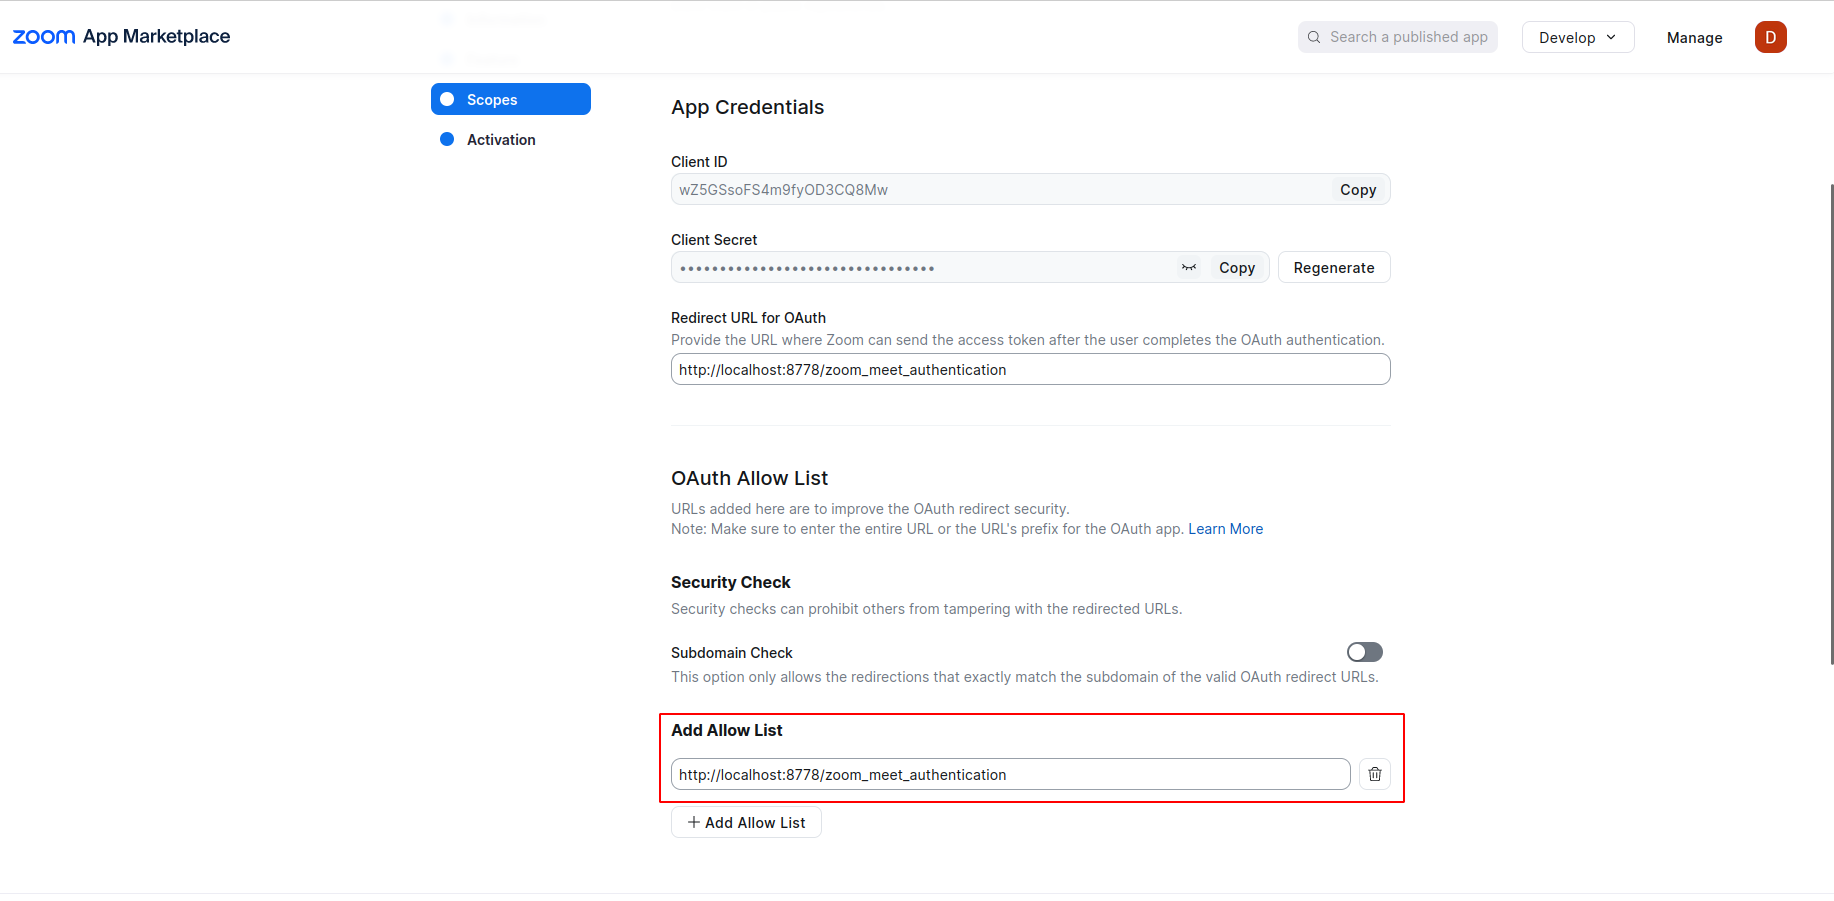 zoom App Marketplace
Search a published app
Develop
Manage
D
Scopes
Activation
App Credentials
Client ID
wZ5GSsoFS4m9fyOD3CQ8Mw
Copy
Client Secret
••••••••••••••••••••••••••••••••
Copy
Regenerate
Redirect URL for OAuth
Provide the URL where Zoom can send the access token after the user completes the OAuth authentication.
http://localhost:8778/zoom_meet_authentication
OAuth Allow List
URLs added here are to improve the OAuth redirect security.
Note: Make sure to enter the entire URL or the URL's prefix for the OAuth app. Learn More
Security Check
Security checks can prohibit others from tampering with the redirected URLs.
Subdomain Check
This option only allows the redirections that exactly match the subdomain of the valid OAuth redirect URLs.
Add Allow List
http://localhost:8778/zoom_meet_authentication
+ Add Allow List